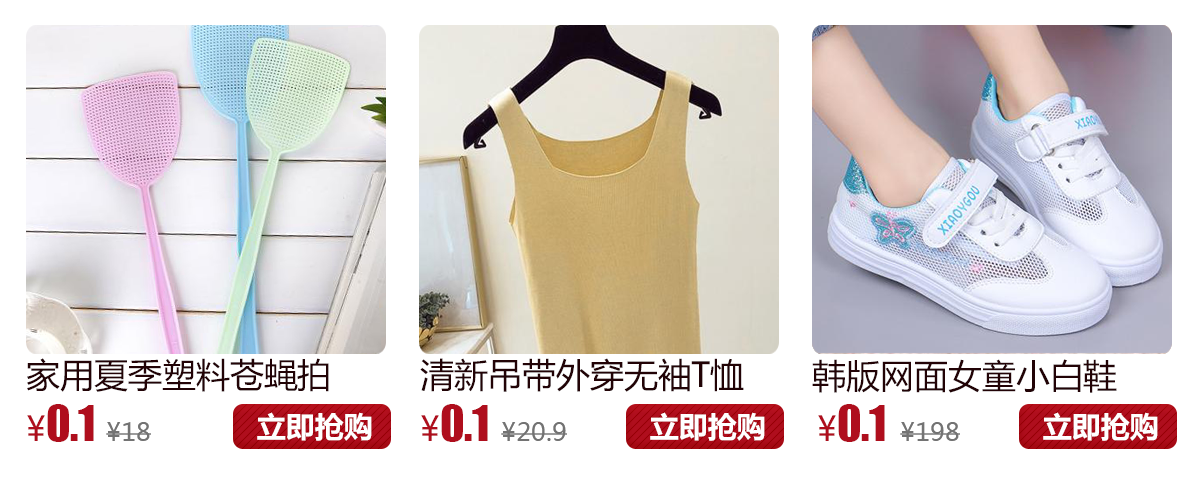 XIAOYGOU
XIAOYGOU
家用夏季塑料苍蝇拍
¥0.1 ¥18 立即抢购
清新吊带外穿无袖T恤
¥0.1 ¥20.9 立即抢购
韩版网面女童小白鞋
¥0.1 ¥198 立即抢购